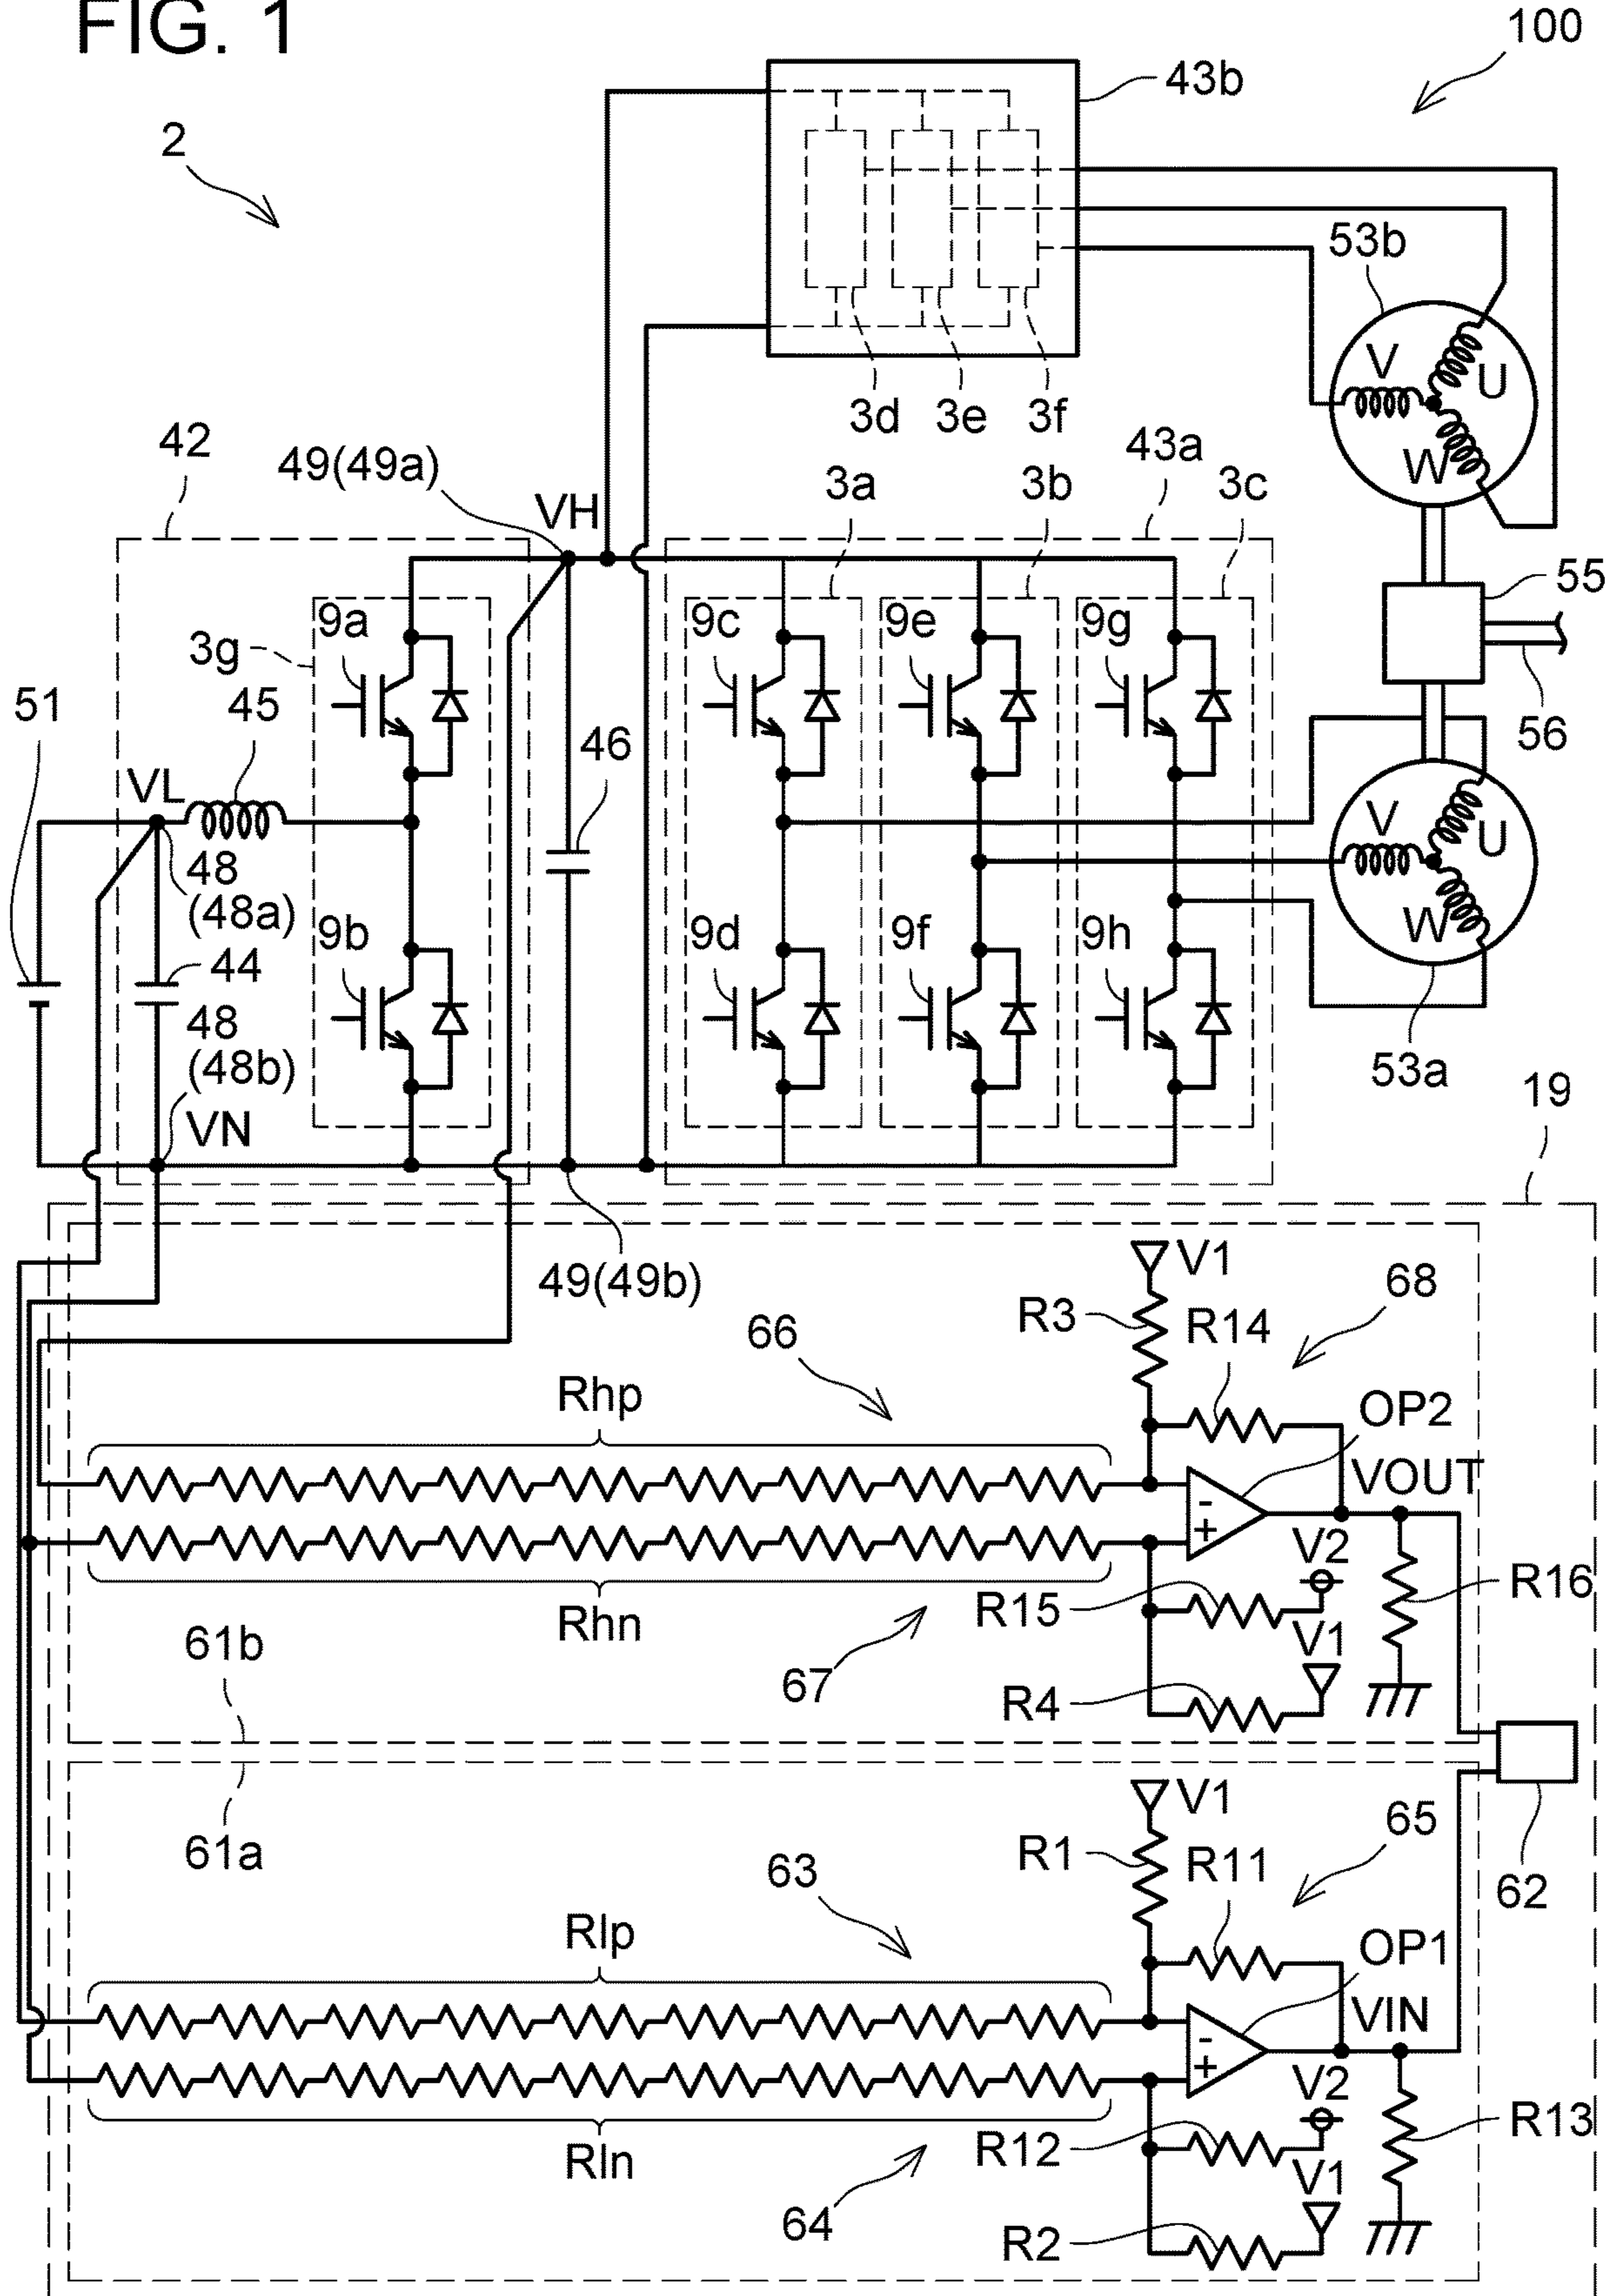 FIG. 1
100
43b
2
53b
V
U
W
3d
3e
3f
43a
42
49(49a)
VH
3a
3b
3c
55
9a
9c
9e
9g
3g
51
45
46
56
VL
V
U
W
48
(48a)
9b
9d
9f
9h
44
48
(48b)
53a
VN
19
49(49b)
V1
68
R3
R14
66
Rhp
OP2
VOUT
-
+
V2
R15
R16
Rhn
V1
61b
67
R4
61a
V1
65
R1
R11
62
63
Rlp
OP1
VIN
-
+
V2
R12
R13
Rln
V1
64
R2